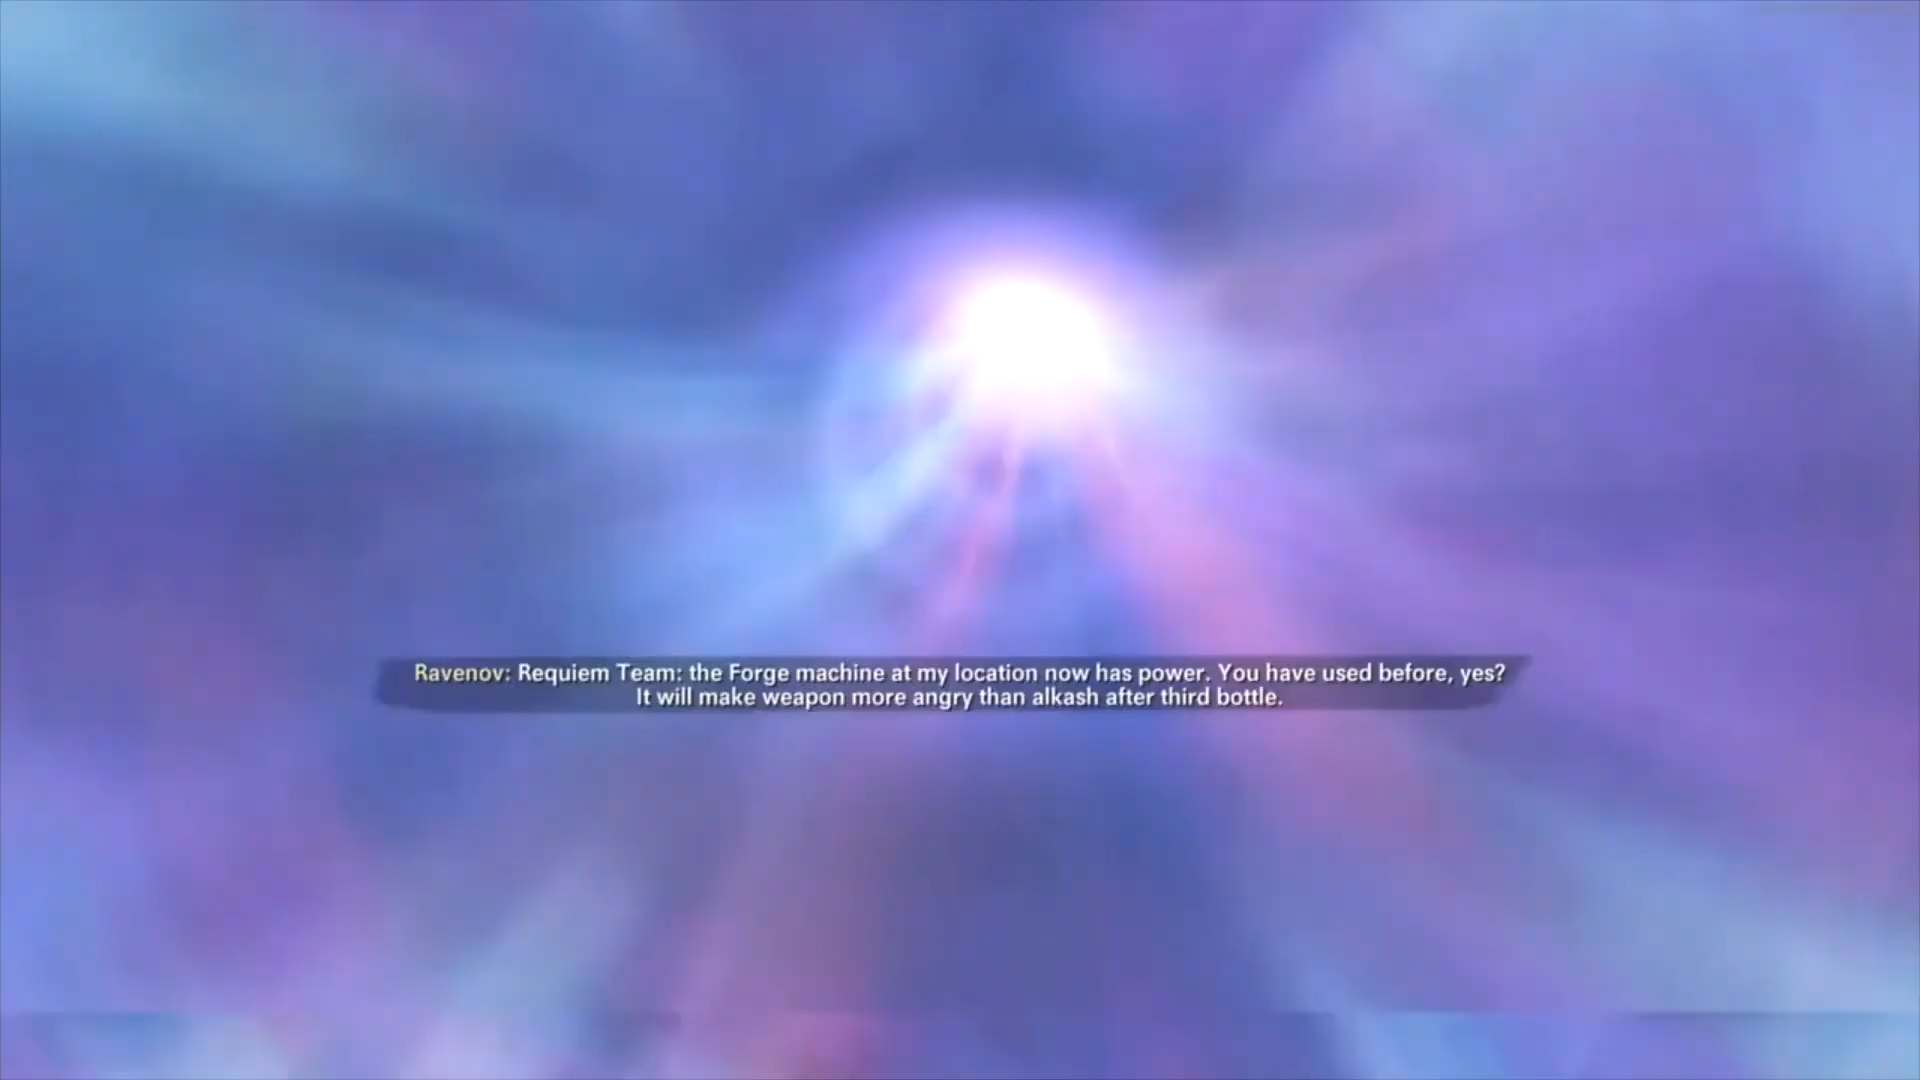 Ravenov: Requiem Team: the Forge machine at my location now has power. You have used before, yes?
It will make weapon more angry than alkash after third bottle.